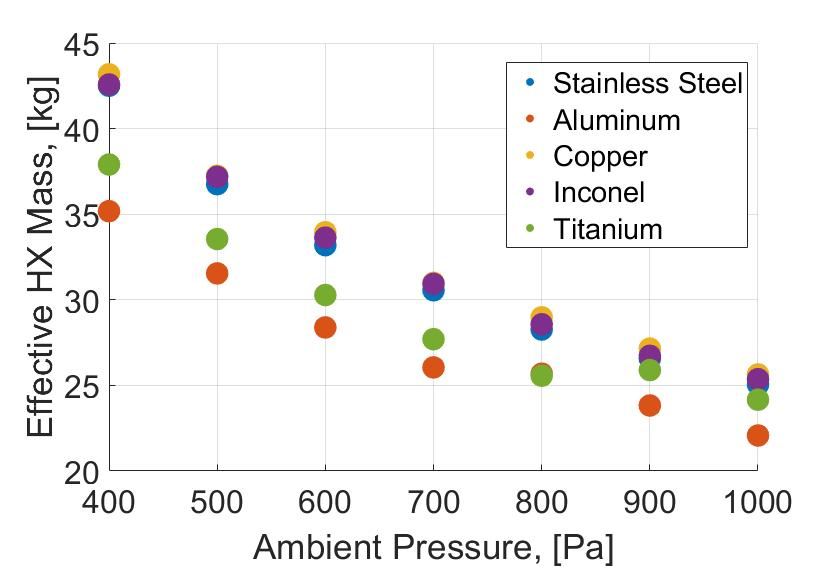 45
40
35
30
25
20
Effective HX Mass, [kg]
Stainless Steel
Aluminum
Copper
Inconel
Titanium
400 500 600 700 800 900 1000
Ambient Pressure, [Pa]